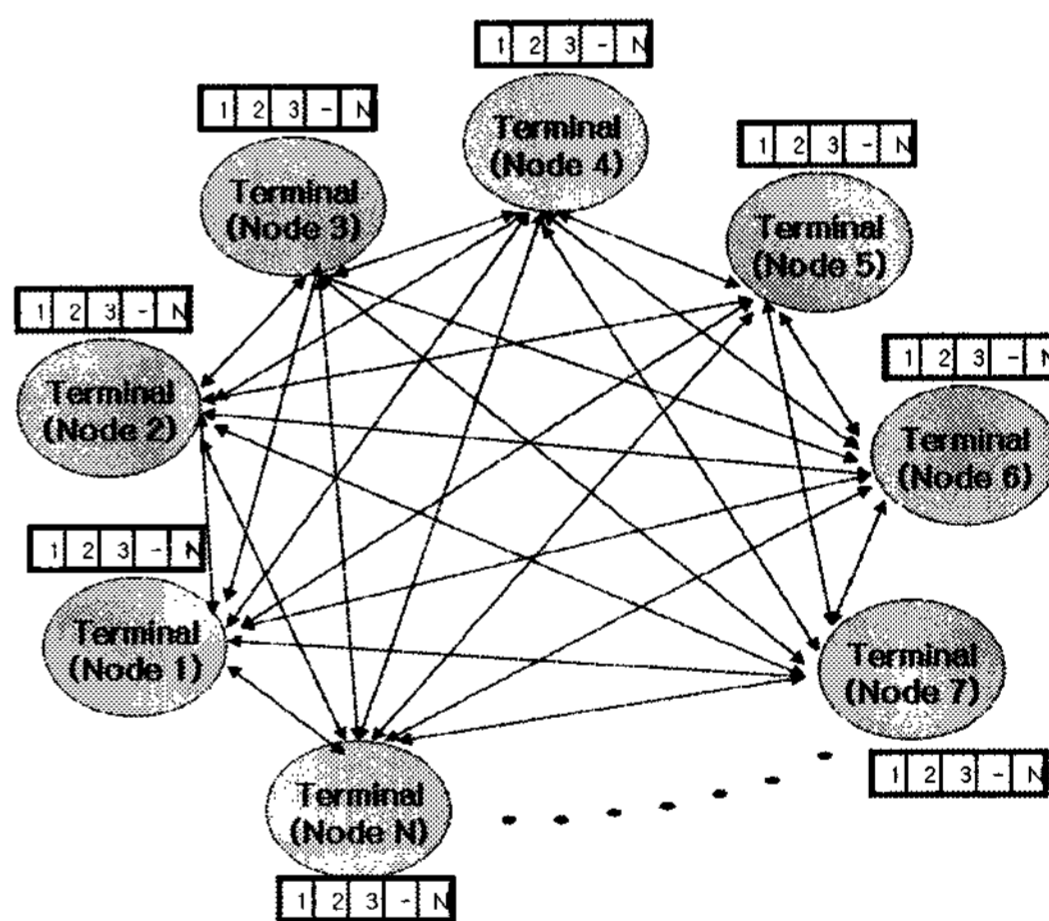 1 2 3 - N
Terminal
(Node 4)
1 2 3 - N
Terminal
(Node 3)
1 2 3 - N
Terminal
(Node 5)
1 2 3 - N
Terminal
(Node 2)
1 2 3 - N
Terminal
(Node 6)
1 2 3 - N
Terminal
(Node 1)
Terminal
(Node 7)
1 2 3 - N
Terminal
(Node N)
1 2 3 - N